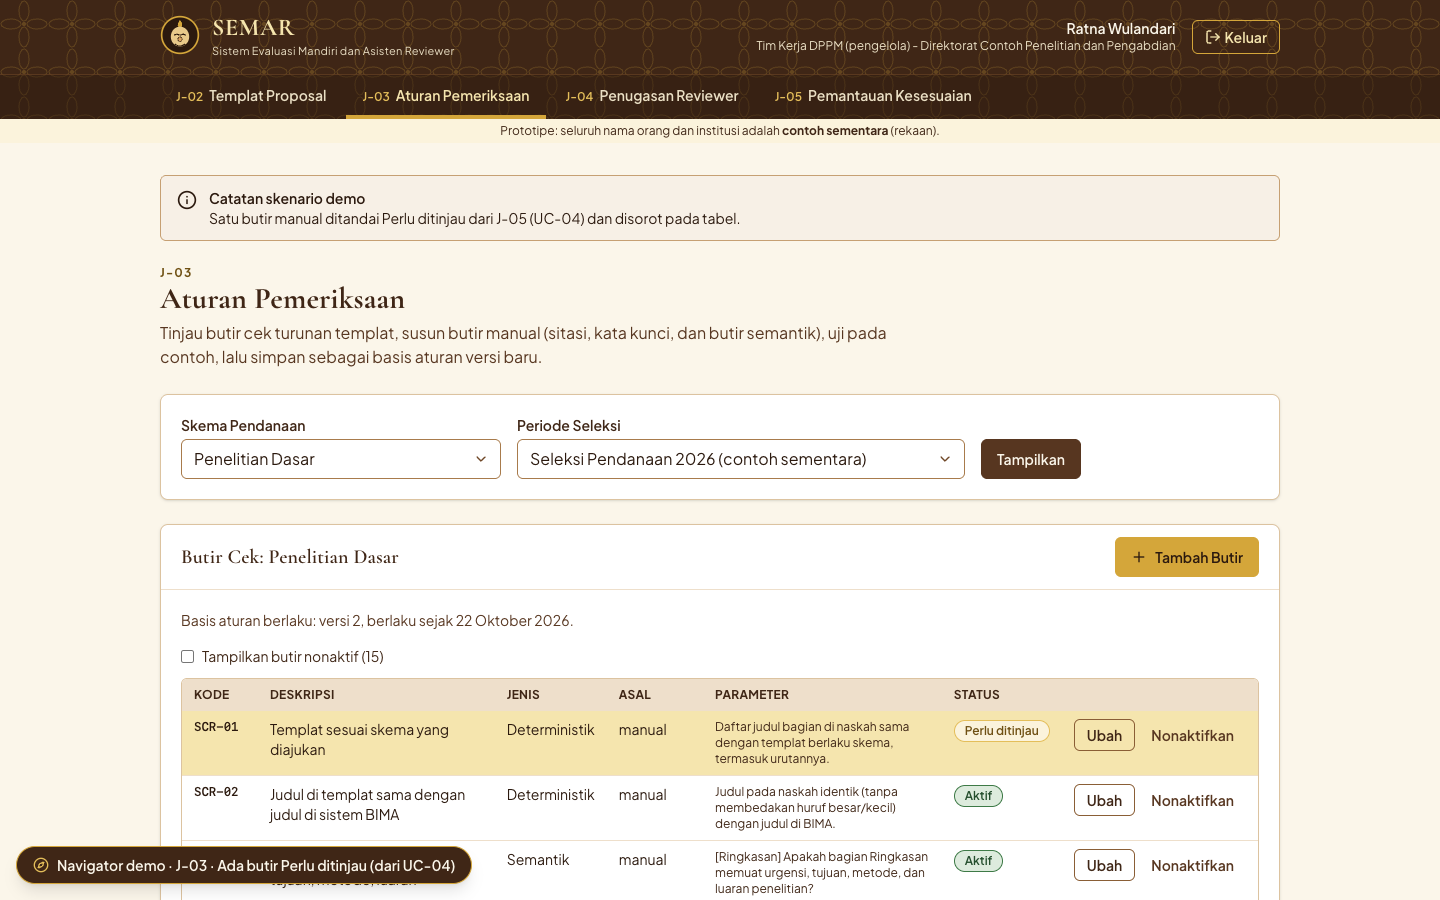 SEMAR
Sistem Evaluasi Mandiri dan Asisten Reviewer
Ratna Wulandari
Tim Kerja DPPM (pengelola) - Direktorat Contoh Penelitian dan Pengabdian
Keluar
J-02 Templat Proposal
J-03 Aturan Pemeriksaan
J-04 Penugasan Reviewer
J-05 Pemantauan Kesesuaian
Prototipe: seluruh nama orang dan institusi adalah contoh sementara (rekaan).
Catatan skenario demo
Satu butir manual ditandai Perlu ditinjau dari J-05 (UC-04) dan disorot pada tabel.
J-03
Aturan Pemeriksaan
Tinjau butir cek turunan templat, susun butir manual (sitasi, kata kunci, dan butir semantik), uji pada
contoh, lalu simpan sebagai basis aturan versi baru.
Skema Pendanaan
Penelitian Dasar
Periode Seleksi
Seleksi Pendanaan 2026 (contoh sementara)
Tampilkan
Butir Cek: Penelitian Dasar
Tambah Butir
Basis aturan berlaku: versi 2, berlaku sejak 22 Oktober 2026.
Tampilkan butir nonaktif (15)
KODE DESKRIPSI JENIS ASAL PARAMETER STATUS
SCR-01
Templat sesuai skema yang
diajukan
Deterministik
manual
Daftar judul bagian di naskah sama
dengan templat berlaku skema,
termasuk urutannya.
Perlu ditinjau
Ubah
Nonaktifkan
SCR-02
Judul di templat sama dengan
judul di sistem BIMA
Deterministik
manual
Judul pada naskah identik (tanpa
membedakan huruf besar/kecil)
dengan judul di BIMA.
Aktif
Ubah
Nonaktifkan
Semantik
manual
[Ringkasan] Apakah bagian Ringkasan
memuat urgensi, tujuan, metode, dan
luaran penelitian?
Aktif
Ubah
Nonaktifkan
Navigator demo · J-03 · Ada butir Perlu ditinjau (dari UC-04)